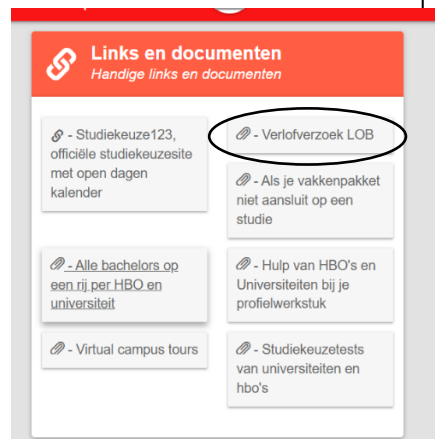 Links en documenten
Handige links en documenten
- Studiekeuze123,
officiële studiekeuzesite
met open dagen
kalender
- Verlofverzoek LOB
- Als je vakkenpakket
niet aansluit op een
studie
- Alle bachelors op
een rij per HBO en
universiteit
- Hulp van HBO's en
Universiteiten bij je
profielwerkstuk
- Virtual campus tours
- Studiekeuzetests
van universiteiten en
hbo's